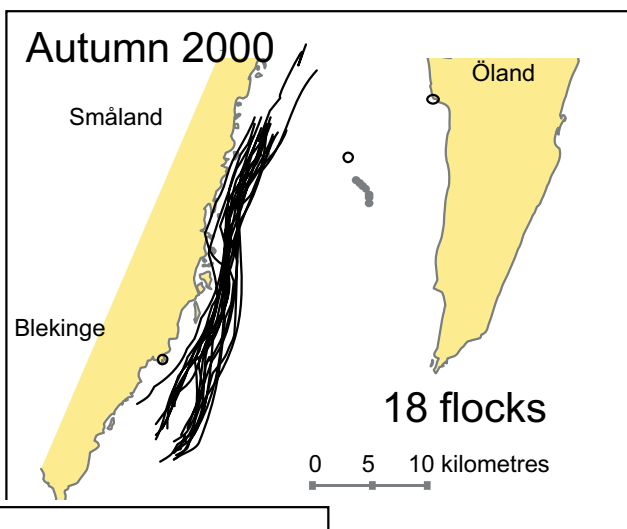 Autumn 2000
Öland
Småland
Blekinge
18 flocks
0 5 10 kilometres